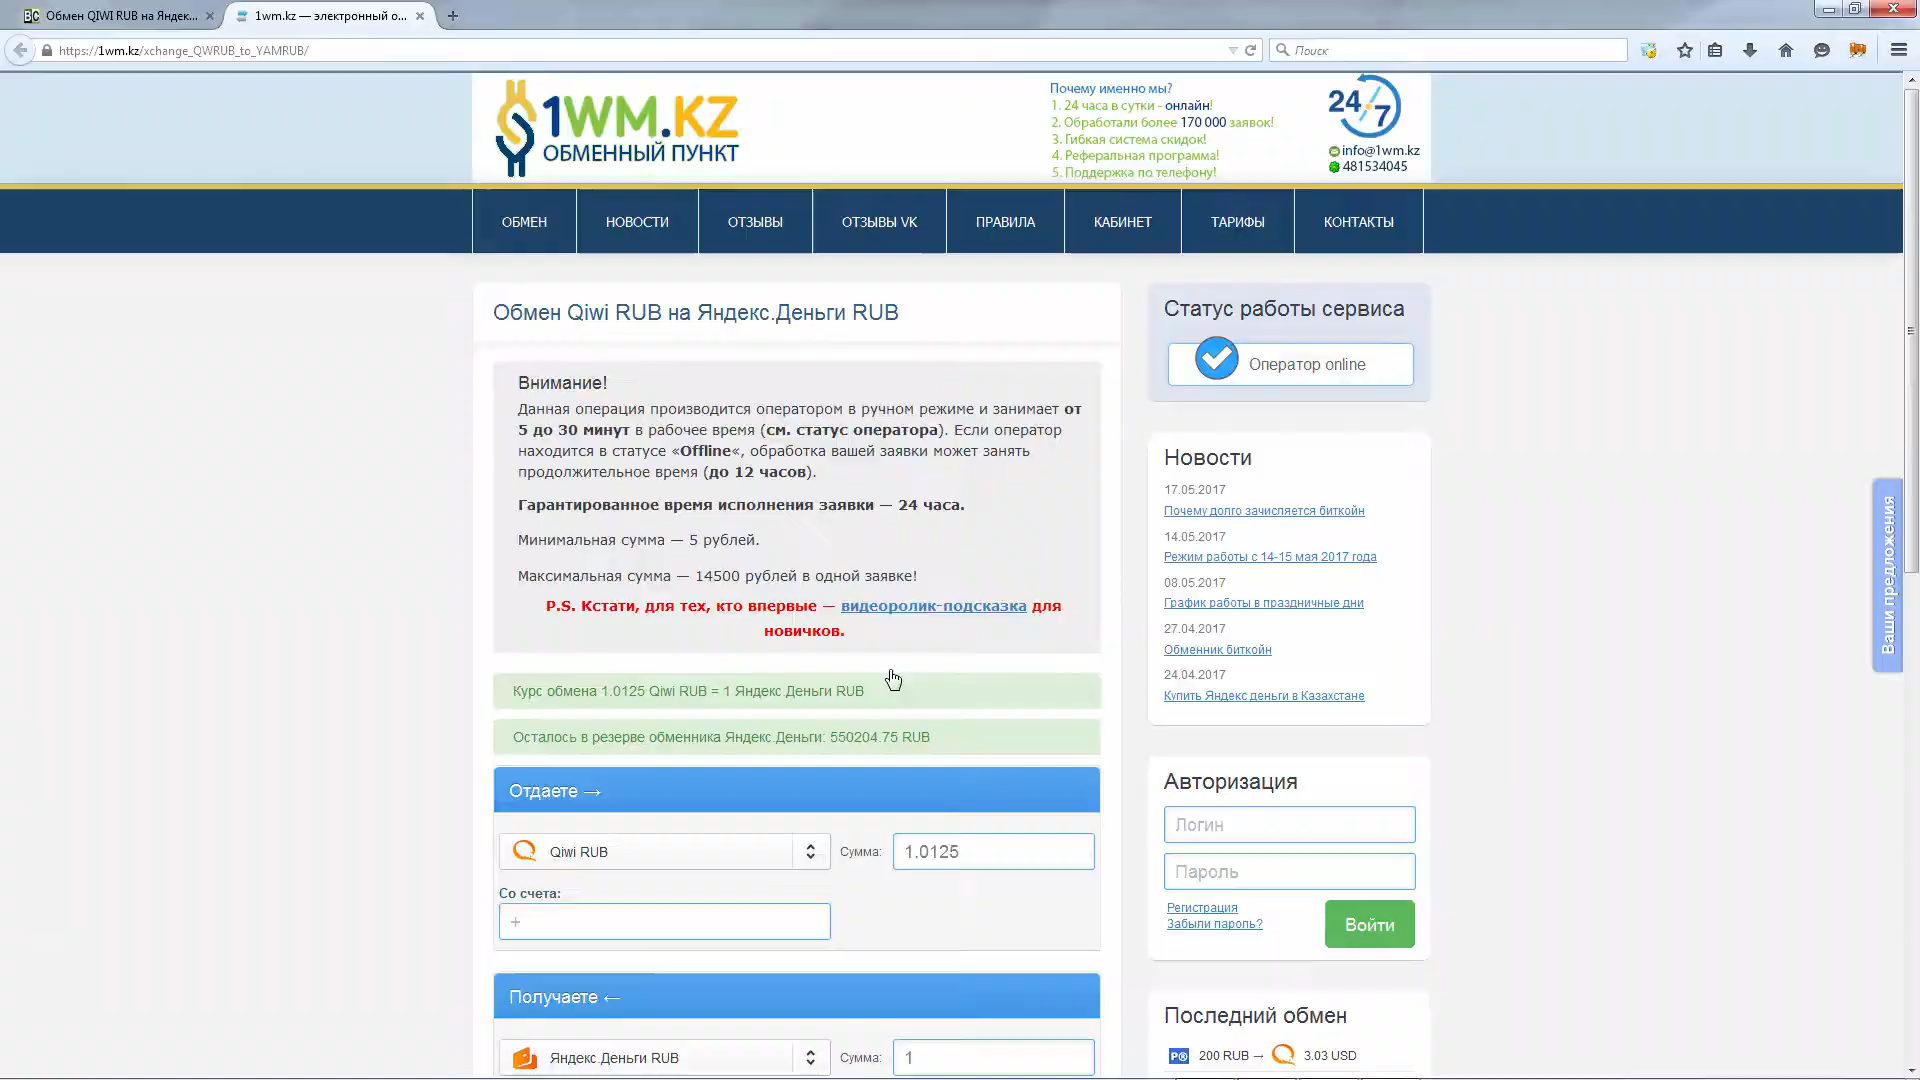 Обмен QIWI RUB на Яндек...
1wm.kz — электронный о...
https://1wm.kz/xchange_QWRUB_to_YAMRUB/
Поиск
1WM.KZ
ОБМЕННЫЙ ПУНКТ
Почему именно мы?
1. 24 часа в сутки - онлайн!
2. Обработали более 170 000 заявок!
3. Гибкая система скидок!
4. Реферальная программа!
5. Поддержка по телефону!
24/7
info@1wm.kz
481534045
ОБМЕН
НОВОСТИ
ОТЗЫВЫ
ОТЗЫВЫ VK
ПРАВИЛА
КАБИНЕТ
ТАРИФЫ
КОНТАКТЫ
Обмен Qiwi RUB на Яндекс.Деньги RUB
Внимание!
Данная операция производится оператором в ручном режиме и занимает от
5 до 30 минут в рабочее время (см. статус оператора). Если оператор
находится в статусе «Offline«, обработка вашей заявки может занять
продолжительное время (до 12 часов).
Гарантированное время исполнения заявки — 24 часа.
Минимальная сумма — 5 рублей.
Максимальная сумма — 14500 рублей в одной заявке!
P.S. Кстати, для тех, кто впервые — видеоролик-подсказка для
новичков.
Курс обмена 1.0125 Qiwi RUB = 1 Яндекс.Деньги RUB
Осталось в резерве обменника Яндекс.Деньги: 550204.75 RUB
Отдаете →
Qiwi RUB
Сумма:
1.0125
Со счета:
+
Получаете ←
Яндекс.Деньги RUB
Сумма:
1
Статус работы сервиса
Оператор online
Новости
17.05.2017
Почему долго зачисляется биткойн
14.05.2017
Режим работы с 14-15 мая 2017 года
08.05.2017
График работы в праздничные дни
27.04.2017
Обменник биткойн
24.04.2017
Купить Яндекс деньги в Казахстане
Авторизация
Логин
Пароль
Регистрация
Забыли пароль?
Войти
Последний обмен
200 RUB →
3.03 USD
Ваши предложения